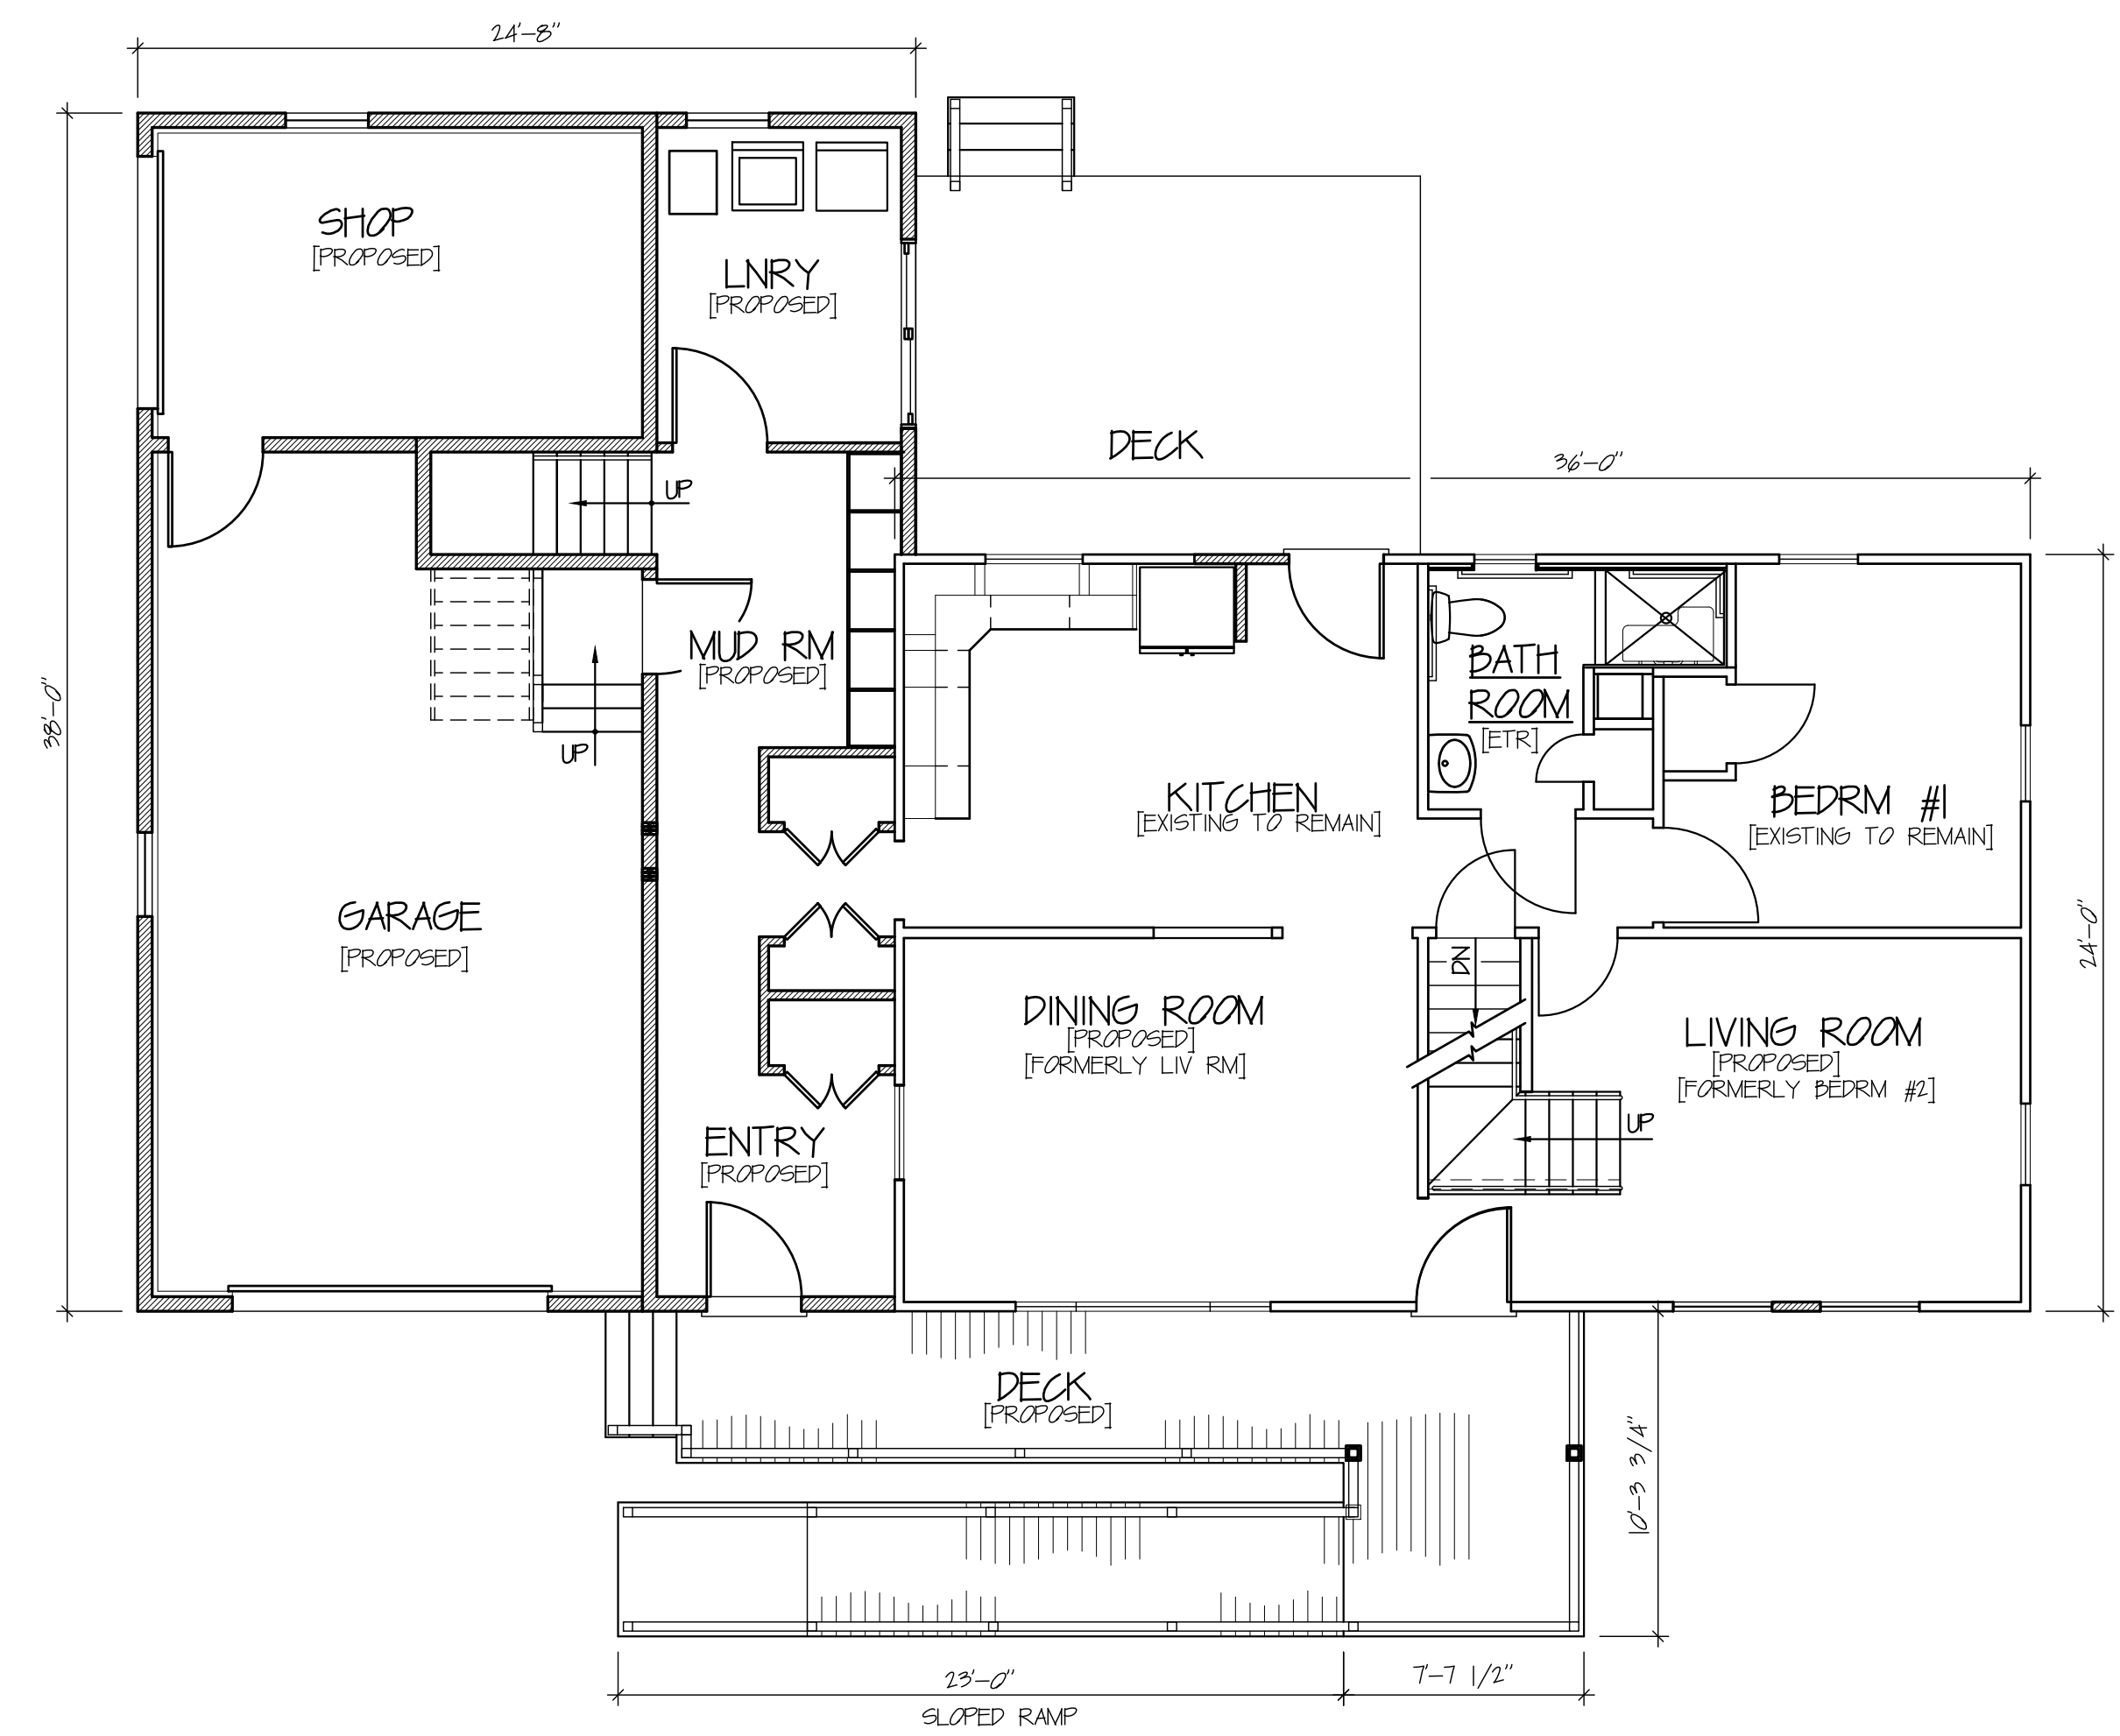 24'-8"
SHOP
[PROPOSED]
LNRY
[PROPOSED]
DECK
36'-0"
UP
38'-0"
MUD RM
[PROPOSED]
UP
BATH
ROOM
[ETR]
KITCHEN
[EXISTING TO REMAIN]
BEDRM #1
[EXISTING TO REMAIN]
GARAGE
[PROPOSED]
24'-0"
DN
DINING ROOM
[PROPOSED]
[FORMERLY LIV RM]
LIVING ROOM
[PROPOSED]
[FORMERLY BEDRM #2]
UP
ENTRY
[PROPOSED]
DECK
[PROPOSED]
10'-3 3/4"
23'-0"
7'-7 1/2"
SLOPED RAMP